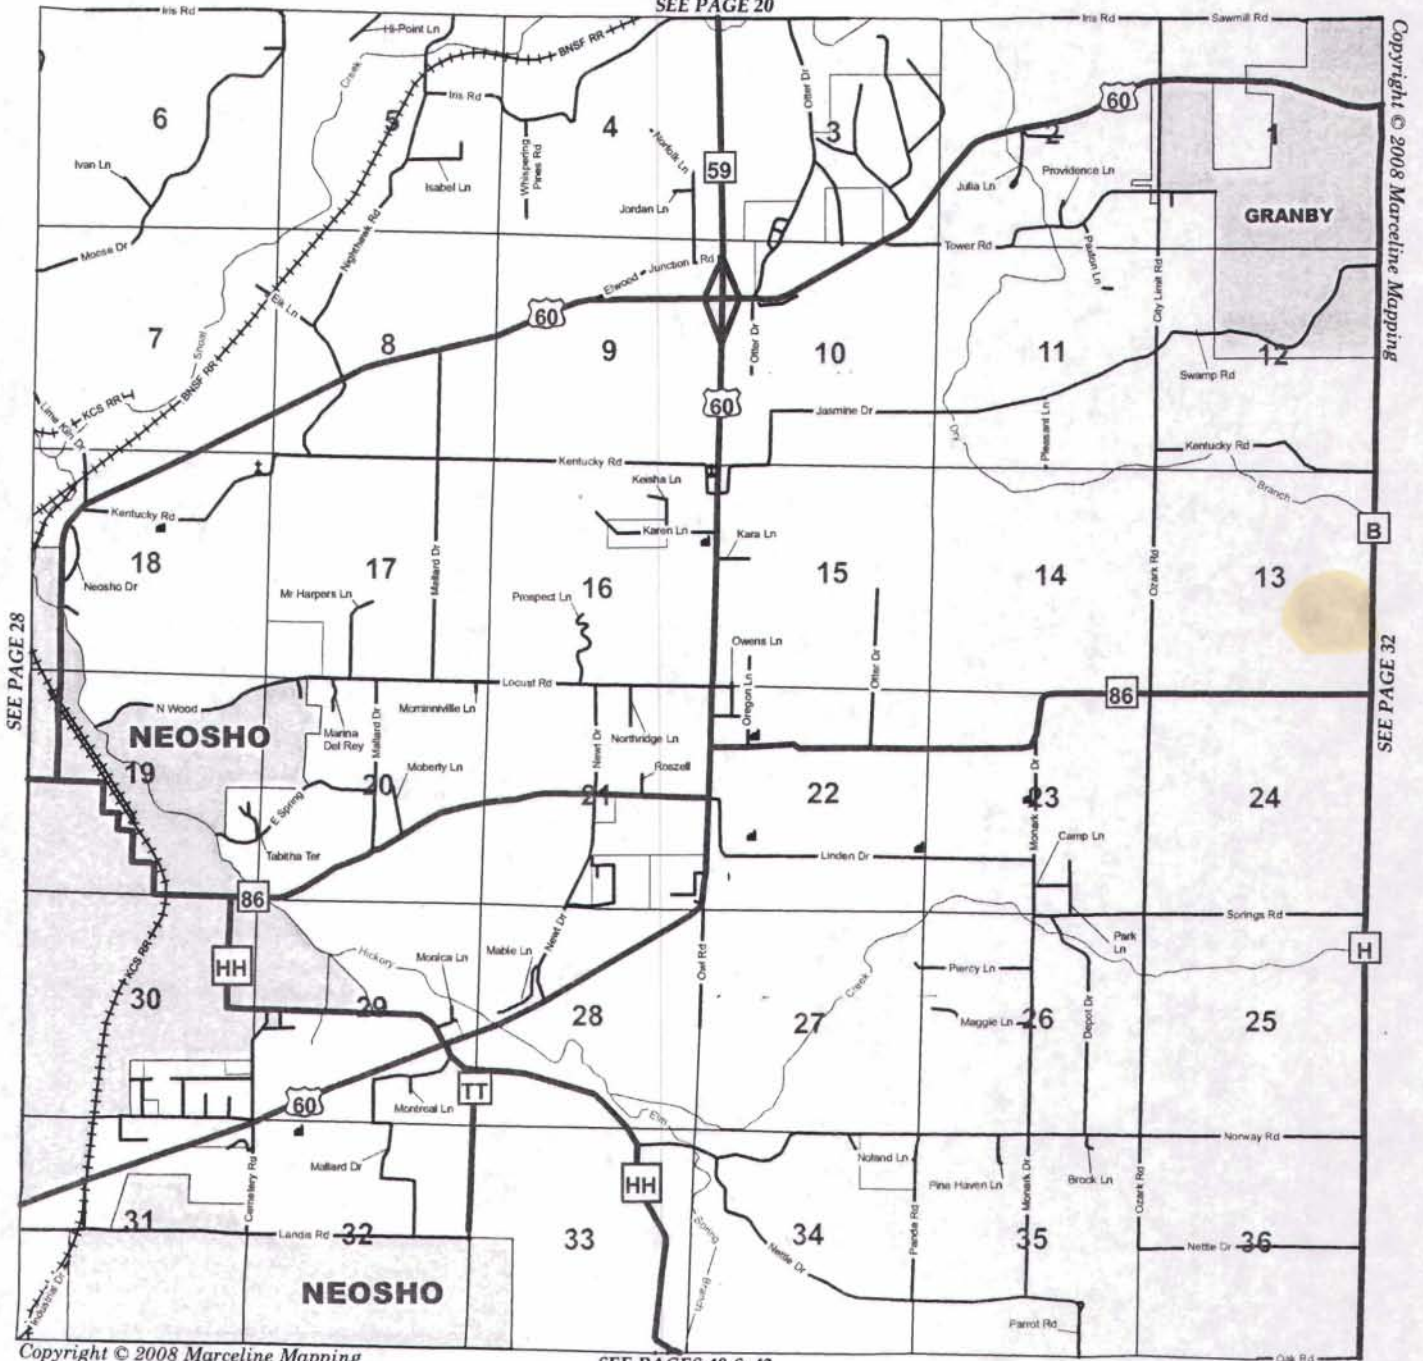 SEE PAGE 20
Iris Rd
Hi-Point Ln
BNSF RR
Otter Dr
Iris Rd
Sawmill Rd
Copyright © 2008 Marceline Mapping
Creek
6
5
Iris Rd
4
3
60
2
1
Ivan Ln
Isabel Ln
Whispering
Pines Rd
Norfolk Ln
59
Julia Ln
Providence Ln
Jordan Ln
GRANBY
Moose Dr
Nighthawk Rd
Tower Rd
Paxton Ln
Elwood - Junction Rd
City Limit Rd
Elk Ln
60
7
8
9
Otter Dr
10
11
12
Shoal
BNSF RR
Swamp Rd
KCS RR
Lime Kiln Dr
60
Jasmine Dr
Pleasant Ln
Kentucky Rd
Kentucky Rd
Keisha Ln
Branch
Kentucky Rd
Karen Ln
Kara Ln
B
18
17
Mallard Dr
16
15
14
Ozark Rd
13
Neosho Dr
Mr Harpers Ln
Prospect Ln
SEE PAGE 28
Owens Ln
Otter Dr
SEE PAGE 32
Locust Rd
Oregon Ln
86
N Wood
Mcminniville Ln
NEOSHO
Marina
Del Rey
Mallard Dr
Newt Dr
Northridge Ln
19
20
Moberly Ln
Roszell
21
22
Monark Dr
23
24
E Spring
Camp Ln
Tabitha Ter
Linden Dr
86
Springs Rd
Park
Ln
HH
Hickory
Monica Ln
Mable Ln
Newt Dr
Owl Rd
H
KCS RR
Creek
Piercy Ln
30
29
28
27
Maggie Ln
26
Depot Dr
25
60
Montreal Ln
TT
Elm
Norway Rd
Mallard Dr
HH
Noland Ln
Pine Haven Ln
Monark Dr
Brock Ln
Ozark Rd
Cemetery Rd
31
Landis Rd
32
33
Spring
34
Panda Rd
35
Nettle Dr
36
Nettle Dr
Industrial Dr
NEOSHO
Branch
Parrot Rd
Copyright © 2008 Marceline Mapping
Oak Rd